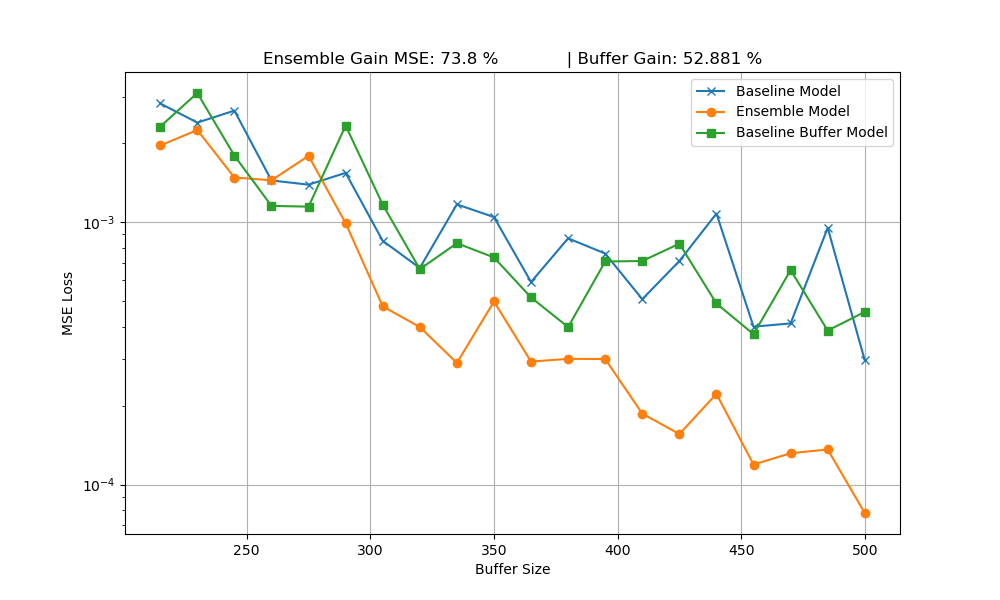 Ensemble Gain MSE: 73.8 % | Buffer Gain: 52.881 %
Baseline Model
Ensemble Model
Baseline Buffer Model
10⁻³
10⁻⁴
MSE Loss
250 300 350 400 450 500
Buffer Size